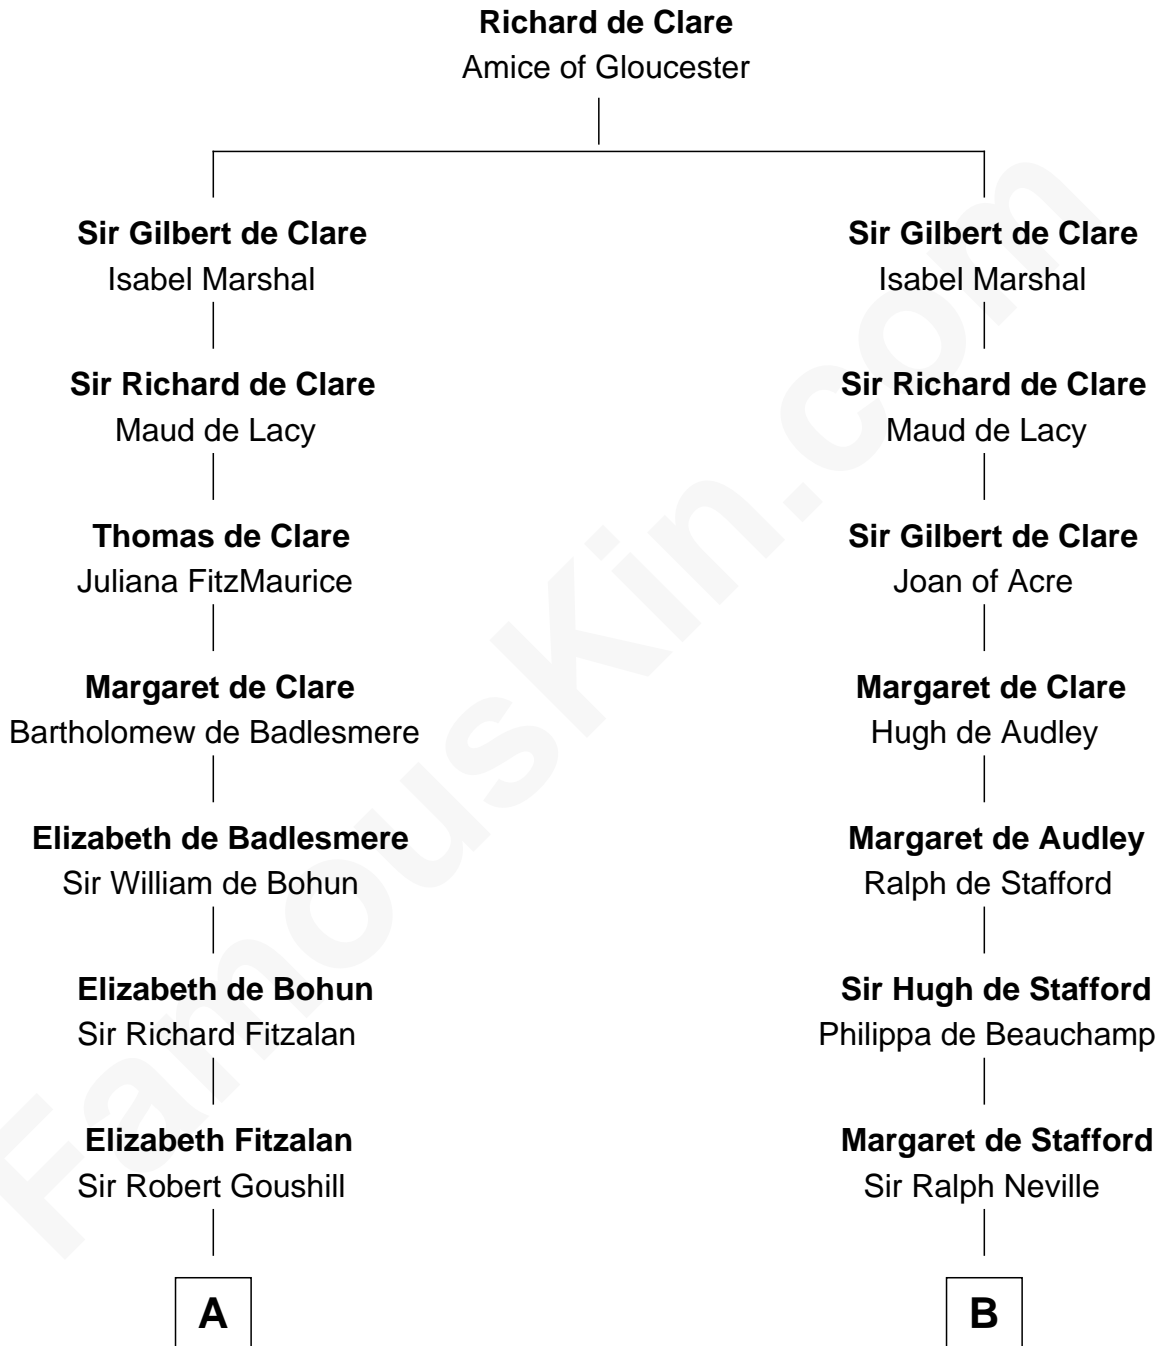 Richard de Clare
Amice of Gloucester
Sir Gilbert de Clare
Isabel Marshal
Sir Richard de Clare
Maud de Lacy
Thomas de Clare
Juliana FitzMaurice
Margaret de Clare
Bartholomew de Badlesmere
Elizabeth de Badlesmere
Sir William de Bohun
Elizabeth de Bohun
Sir Richard Fitzalan
Elizabeth Fitzalan
Sir Robert Goushill
A
Sir Gilbert de Clare
Isabel Marshal
Sir Richard de Clare
Maud de Lacy
Sir Gilbert de Clare
Joan of Acre
Margaret de Clare
Hugh de Audley
Margaret de Audley
Ralph de Stafford
Sir Hugh de Stafford
Philippa de Beauchamp
Margaret de Stafford
Sir Ralph Neville
B
FamousKin.com